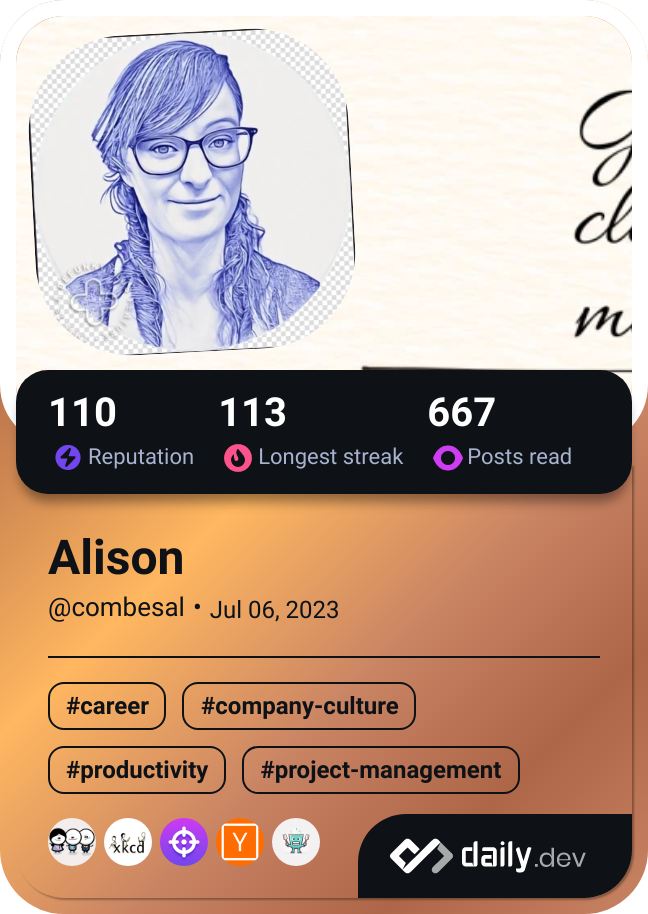 110 113 667
Reputation Longest streak Posts read
Alison
@combesal • Jul 06, 2023
#career #company-culture
#productivity #project-management
xkcd Y
daily.dev